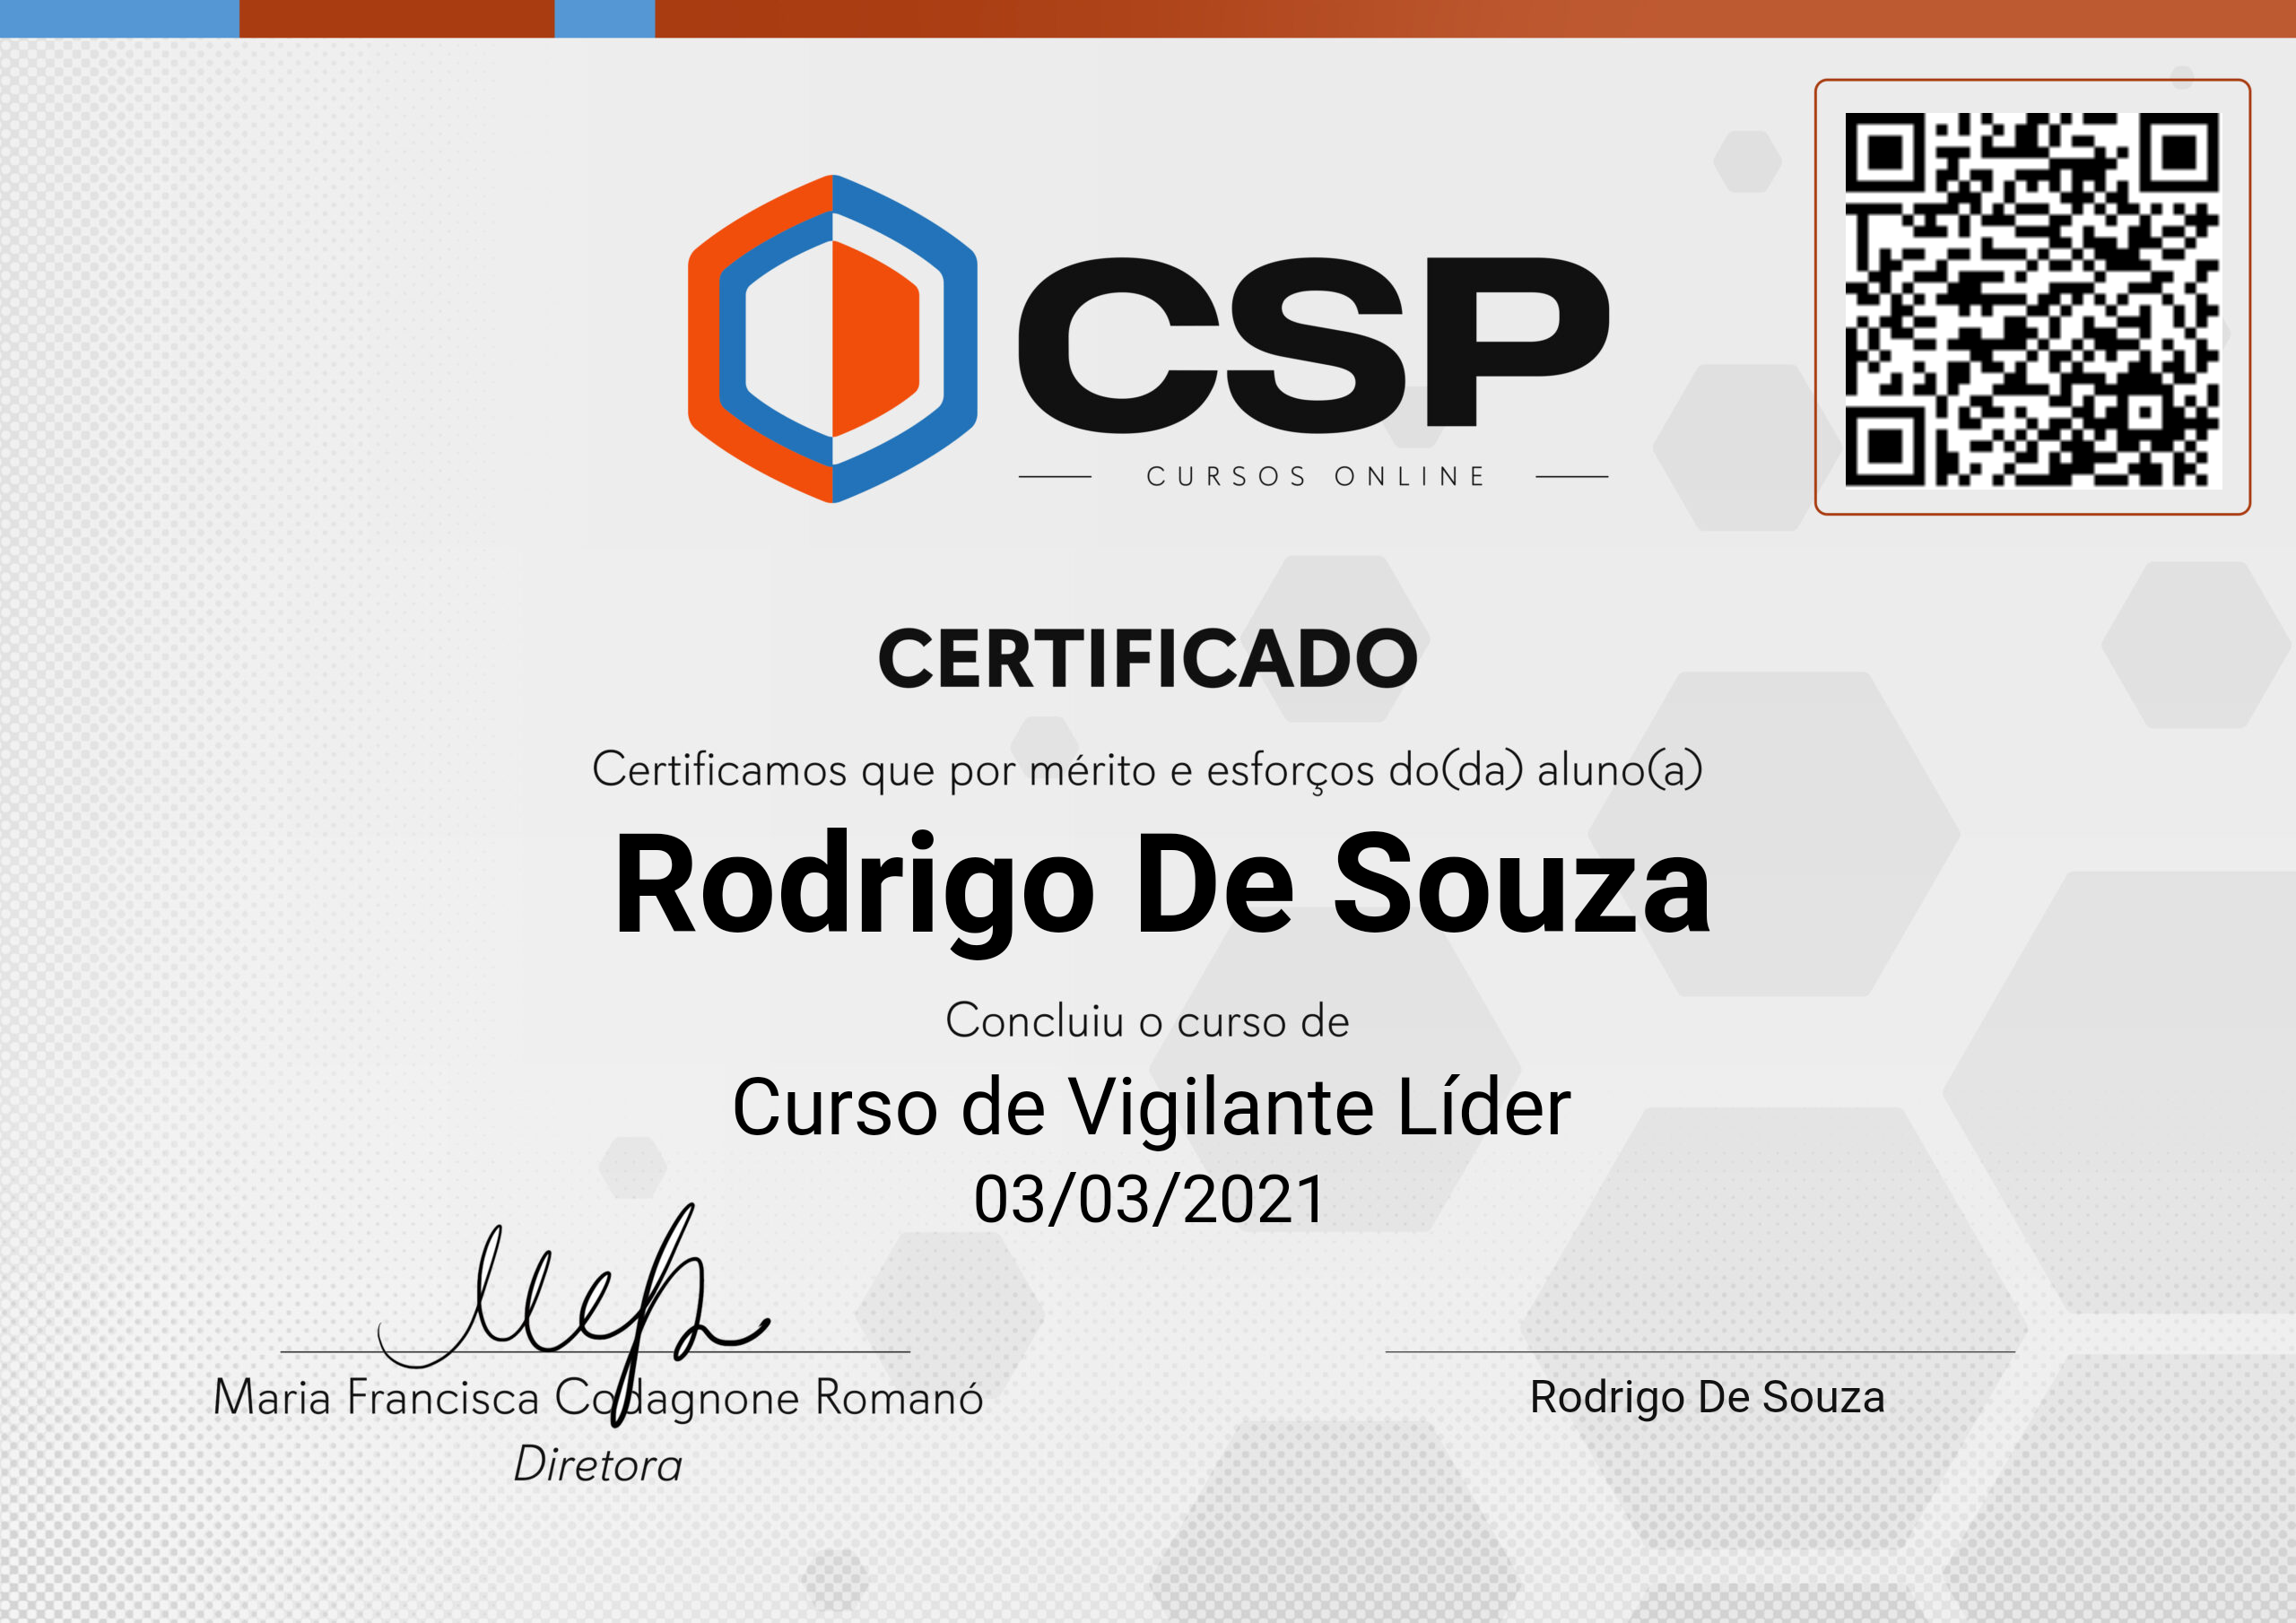 CSP
CURSOS ONLINE
CERTIFICADO
Certificamos que por mérito e esforços do(da) aluno(a)
Rodrigo De Souza
Concluiu o curso de
Curso de Vigilante Líder
03/03/2021
Maria Francisca Codagnone Romanó
Diretora
Rodrigo De Souza